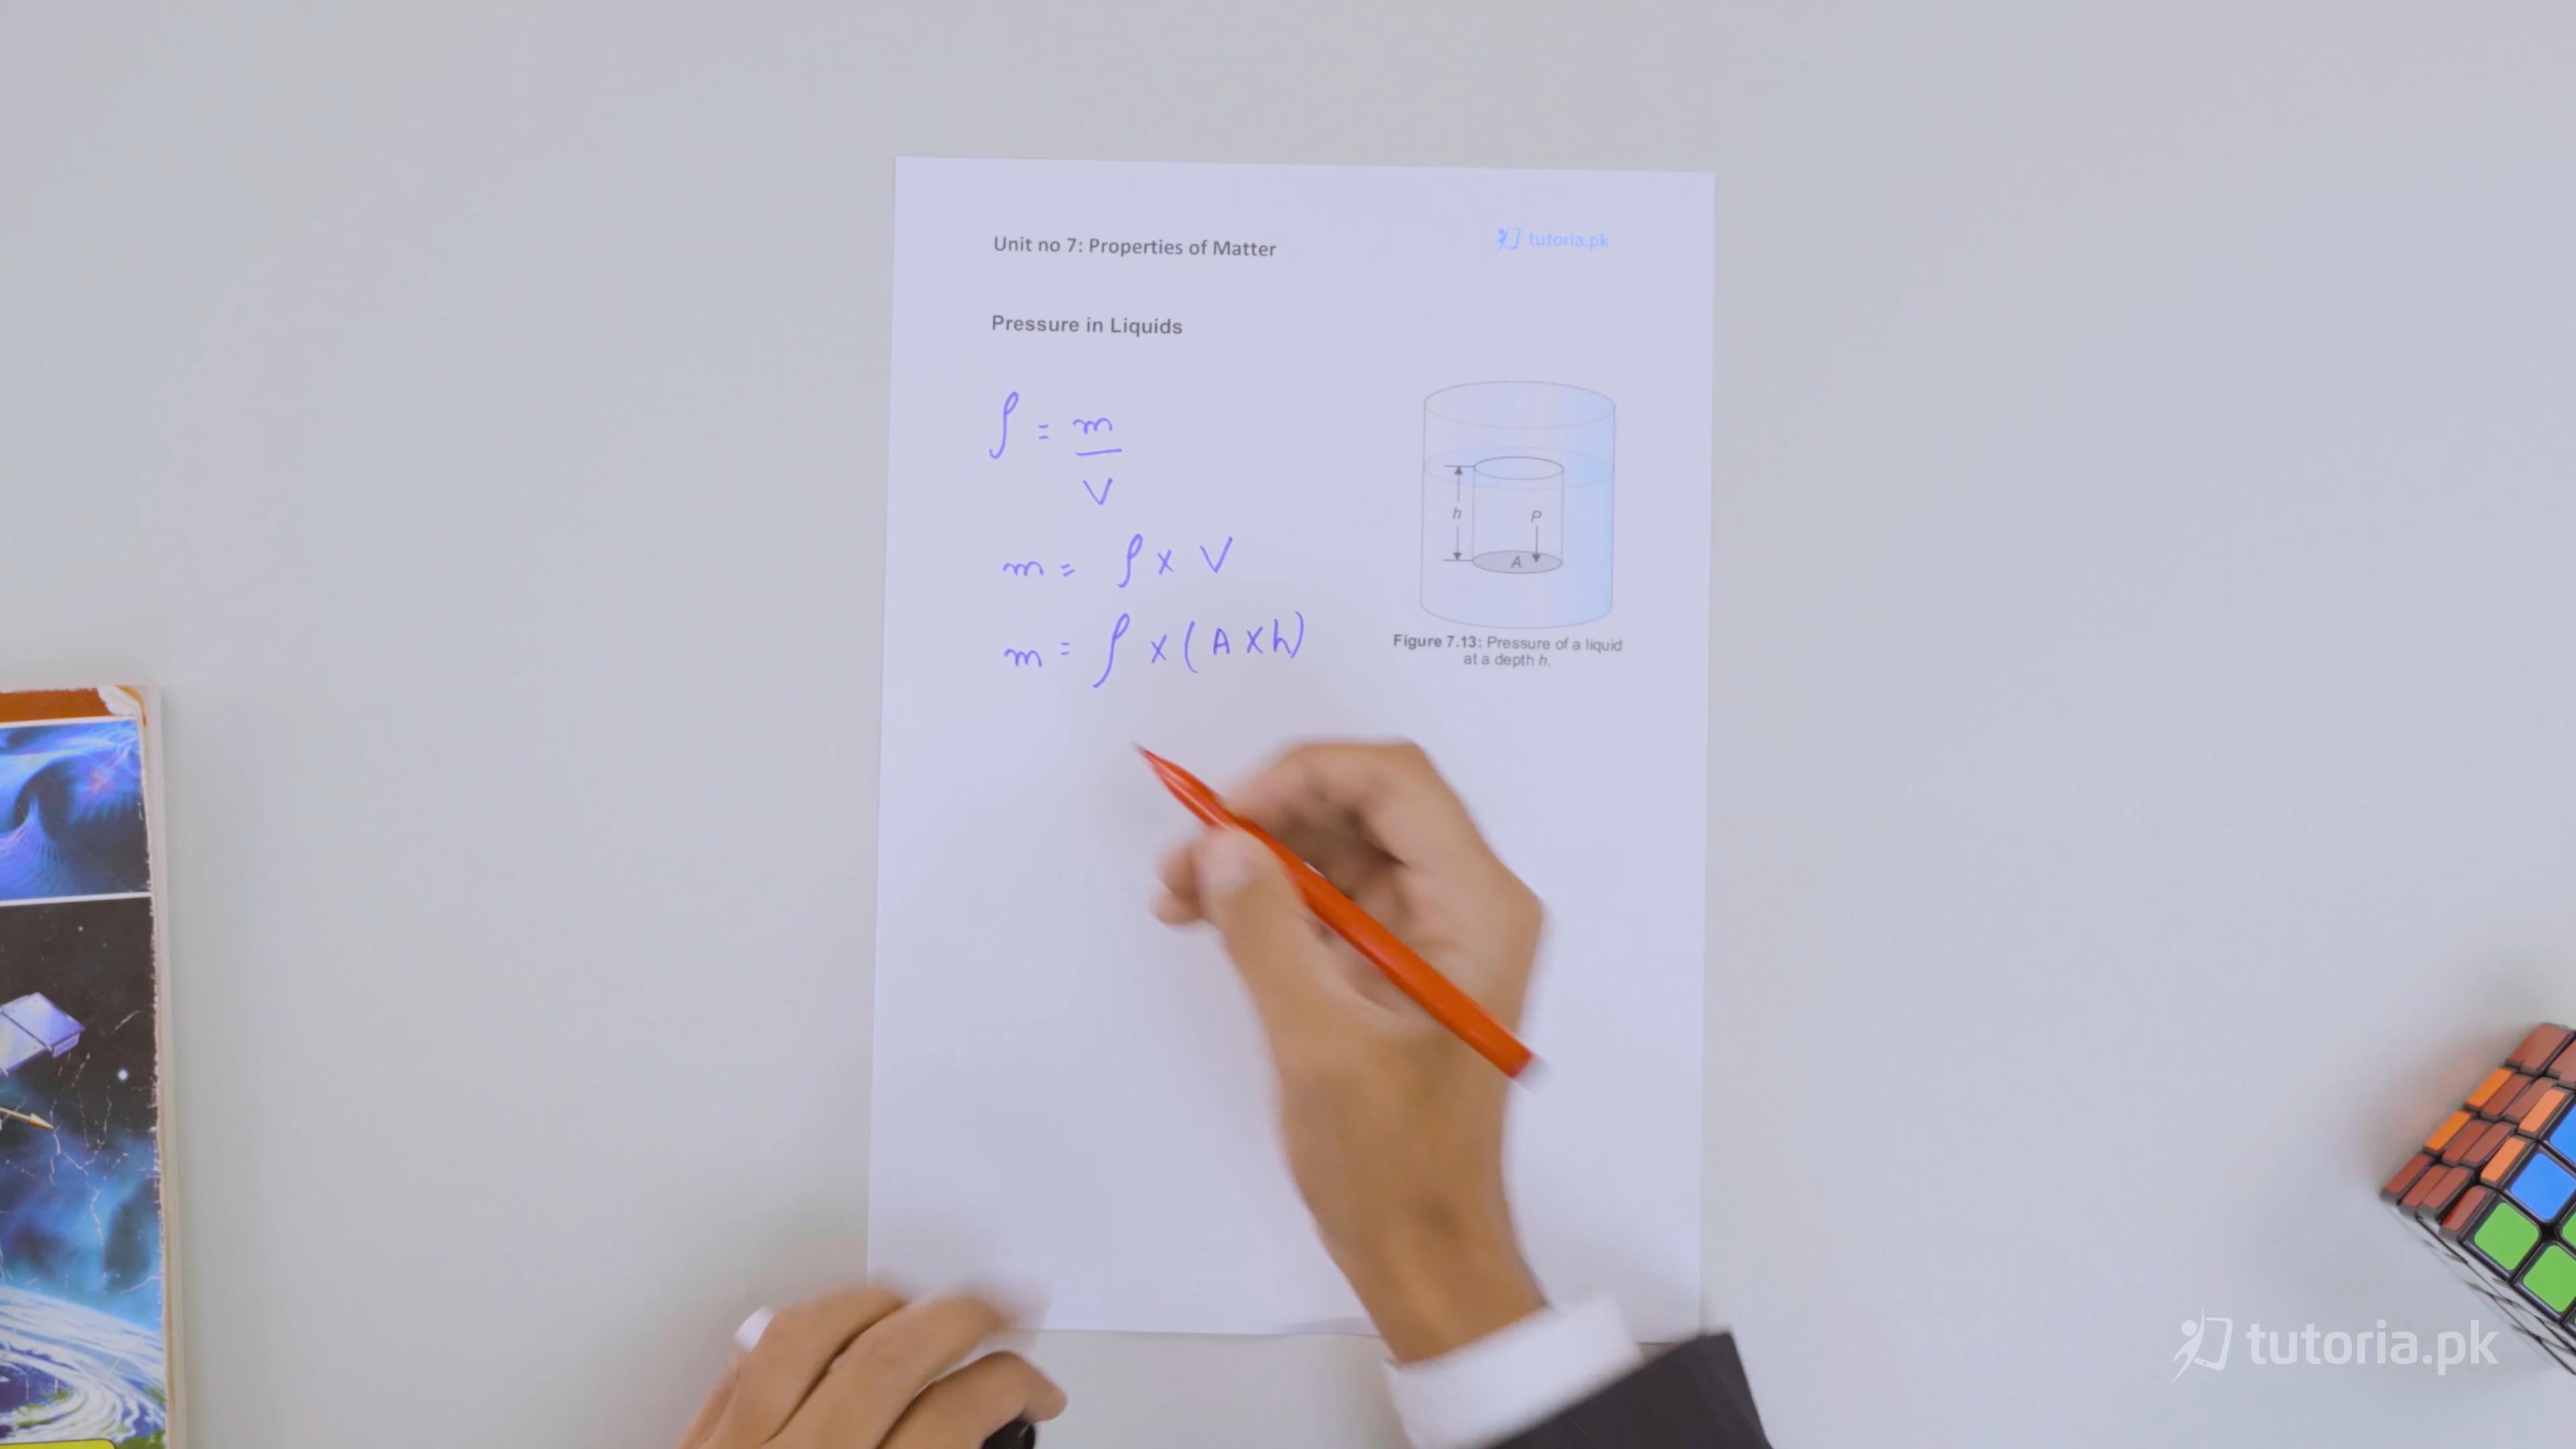 Unit no 7: Properties of Matter
tutoria.pk
Pressure in Liquids
ρ = m
V
m = ρ x V
m = ρ x (A x h)
h
P
A
Figure 7.13: Pressure of a liquid
at a depth h.
tutoria.pk